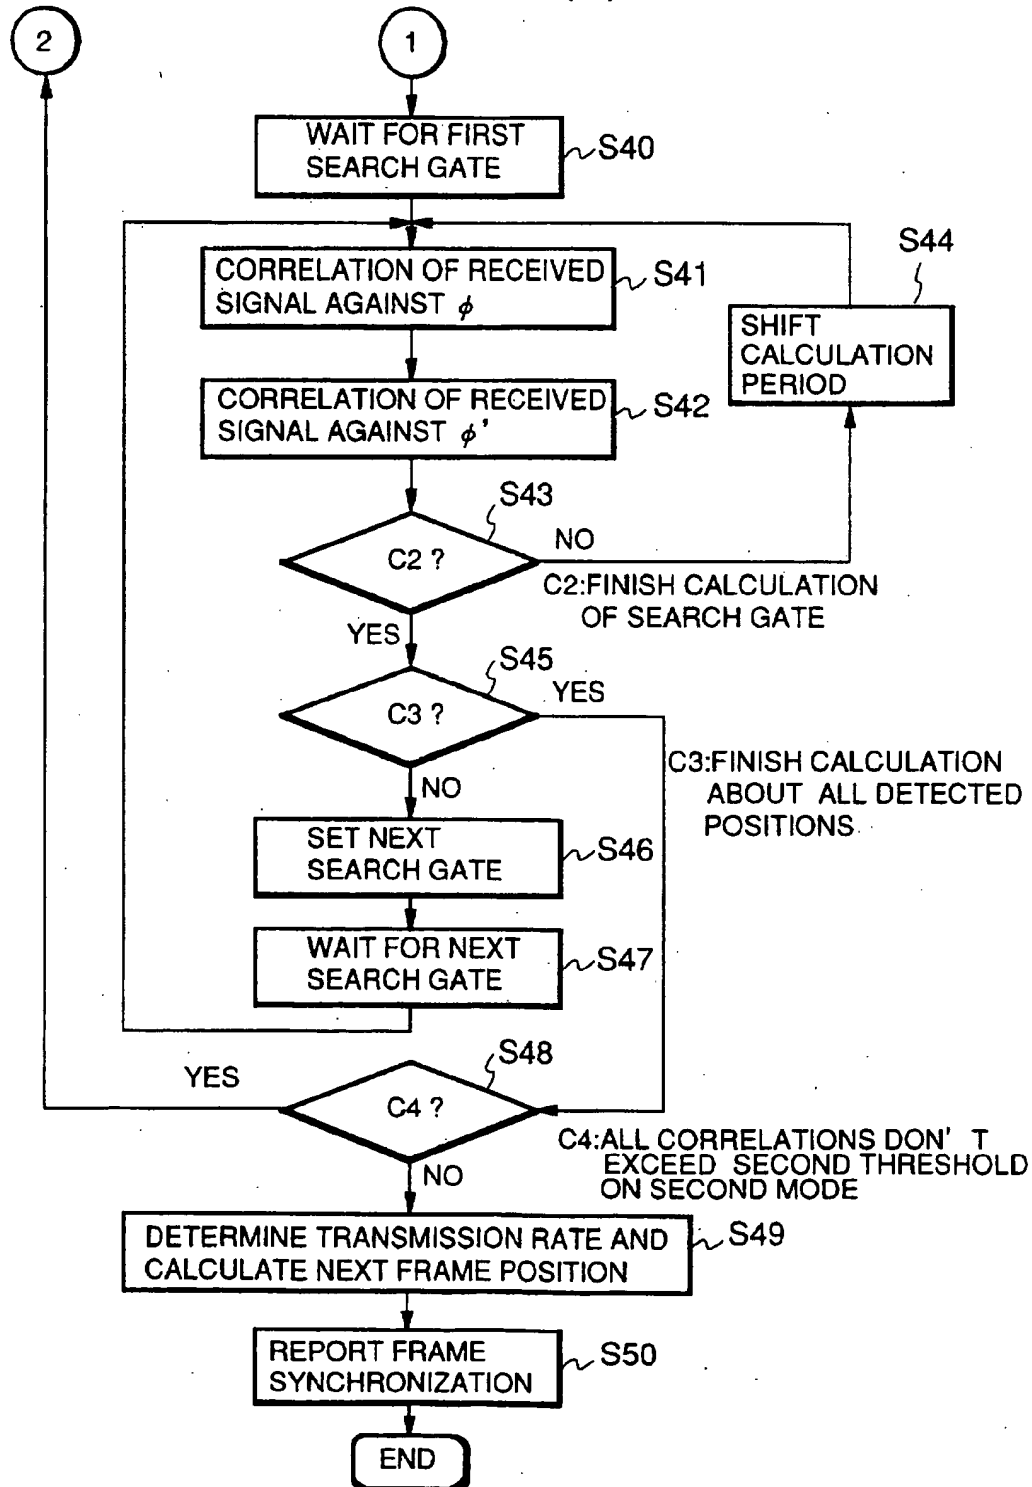 2
1
WAIT FOR FIRST
SEARCH GATE
S40
S44
CORRELATION OF RECEIVED
SIGNAL AGAINST ϕ
S41
SHIFT
CALCULATION
PERIOD
CORRELATION OF RECEIVED
SIGNAL AGAINST ϕ'
S42
S43
C2 ?
NO
C2:FINISH CALCULATION
OF SEARCH GATE
YES
S45
C3 ?
YES
C3:FINISH CALCULATION
ABOUT ALL DETECTED
POSITIONS
NO
SET NEXT
SEARCH GATE
S46
WAIT FOR NEXT
SEARCH GATE
S47
S48
YES
C4 ?
C4:ALL CORRELATIONS DON' T
EXCEED SECOND THRESHOLD
ON SECOND MODE
NO
DETERMINE TRANSMISSION RATE AND
CALCULATE NEXT FRAME POSITION
S49
REPORT FRAME
SYNCHRONIZATION
S50
END